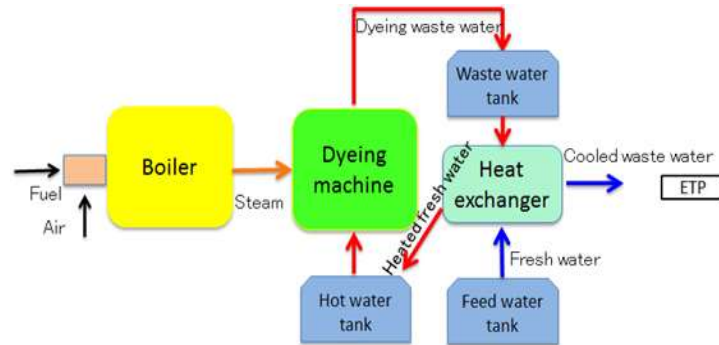 Dyeing waste water
Waste water
tank
Boiler
Dyeing
machine
Heat
exchanger
Cooled waste water
ETP
Fuel
Air
Steam
Heated fresh water
Fresh water
Hot water
tank
Feed water
tank